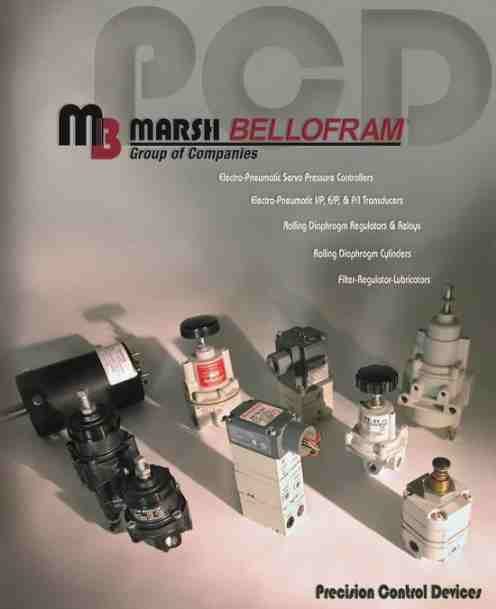 PCD
MB MARSH BELLOFRAM
Group of Companies
Electro-Pneumatic Servo Pressure Controllers
Electro-Pneumatic I/P, E/P, & P/I Transducers
Rolling Diaphragm Regulators & Relays
Rolling Diaphragm Cylinders
Filter-Regulator-Lubricators
Precision Control Devices